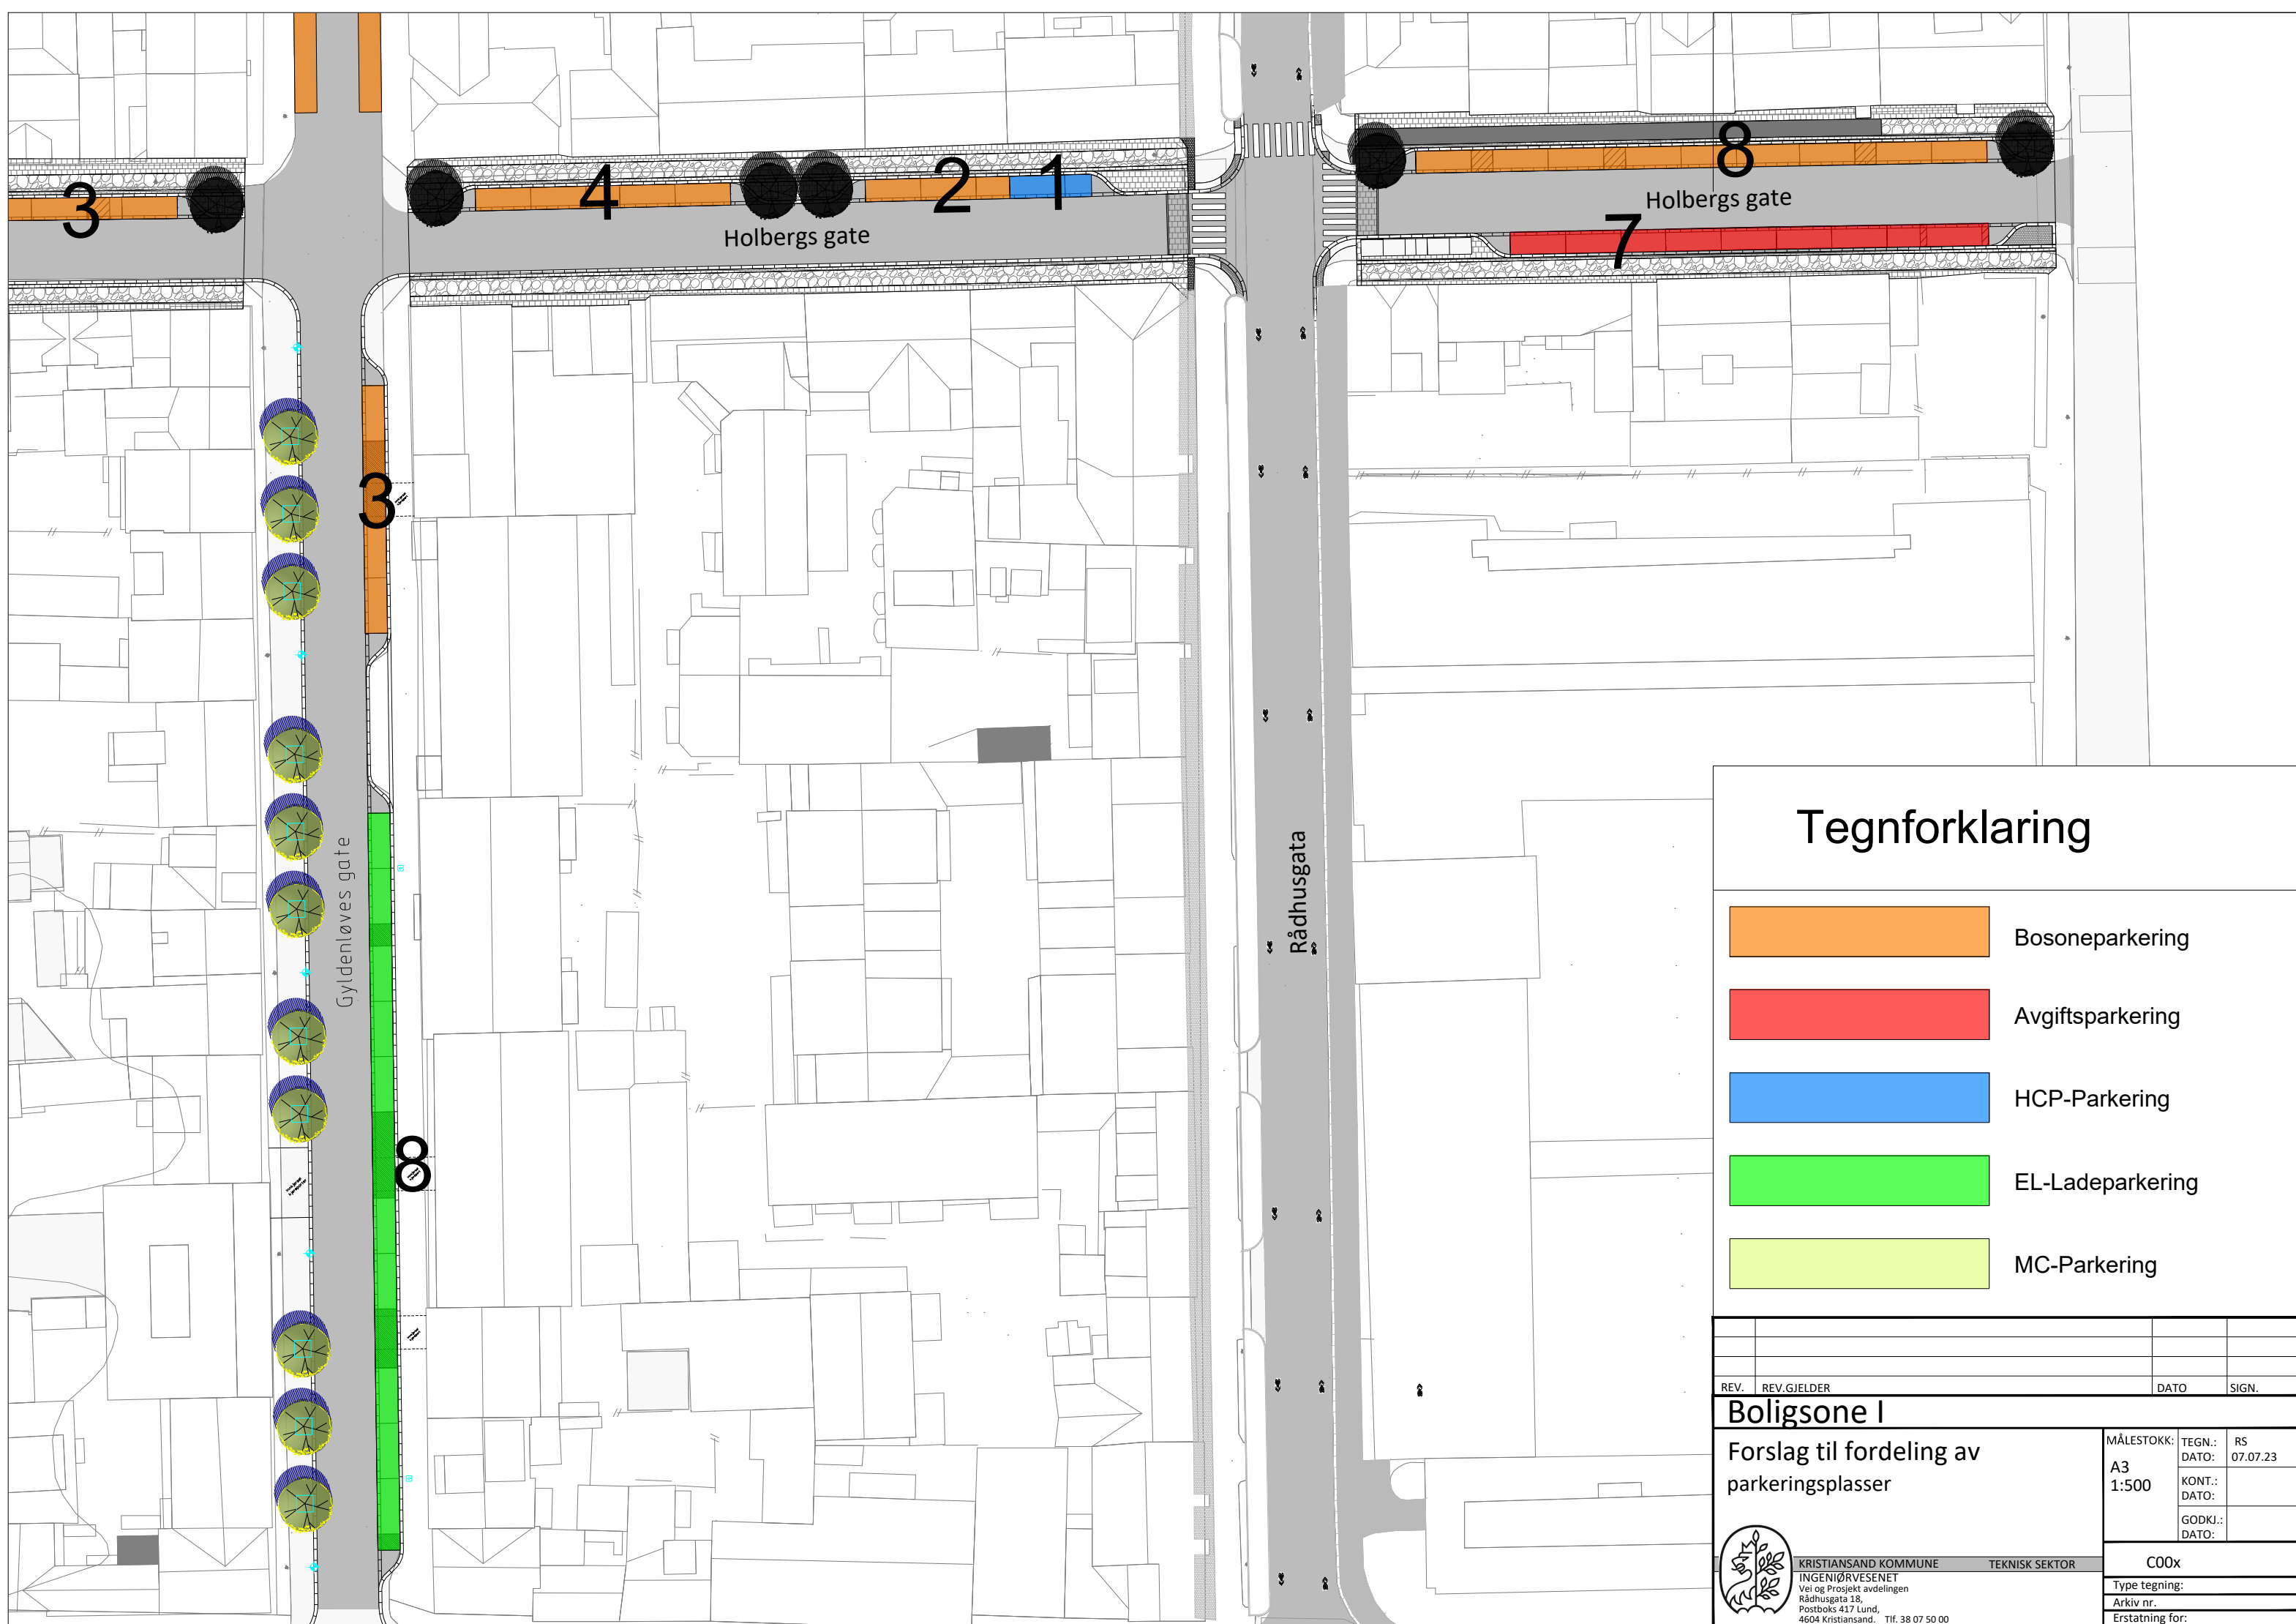 3
4
2
1
8
Holbergs gate
Holbergs gate
7
3
Gyldenløves gate
Rådhusgata
8
Tegnforklaring
Bosoneparkering
Avgiftsparkering
HCP-Parkering
EL-Ladeparkering
MC-Parkering
REV. REV.GJELDER DATO SIGN.
Boligsone I
Forslag til fordeling av
parkeringsplasser
MÅLESTOKK:
A3
1:500
TEGN.: RS
DATO: 07.07.23
KONT.:
DATO:
GODKJ.:
DATO:
KRISTIANSAND KOMMUNE TEKNISK SEKTOR
INGENIØRVESENET
Vei og Prosjekt avdelingen
Rådhusgata 18,
Postboks 417 Lund,
4604 Kristiansand. Tlf. 38 07 50 00
C00x
Type tegning:
Arkiv nr.
Erstatning for: